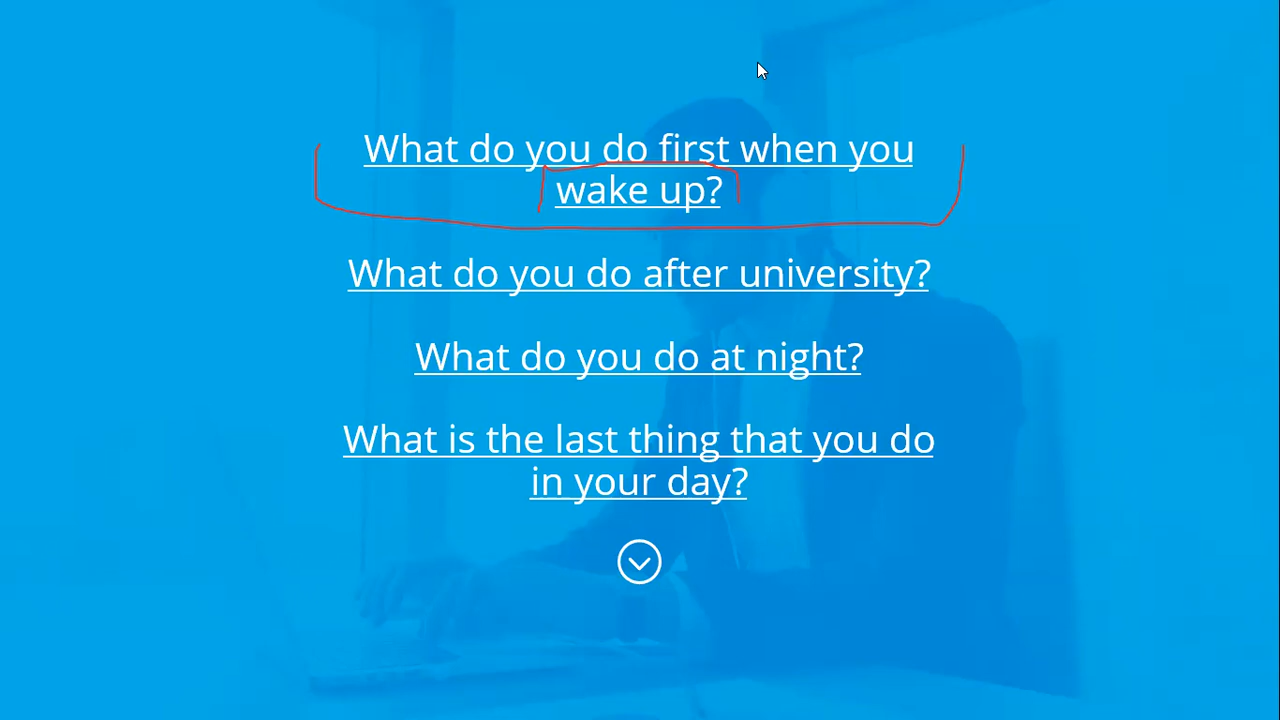 What do you do first when you
wake up?
What do you do after university?
What do you do at night?
What is the last thing that you do
in your day?